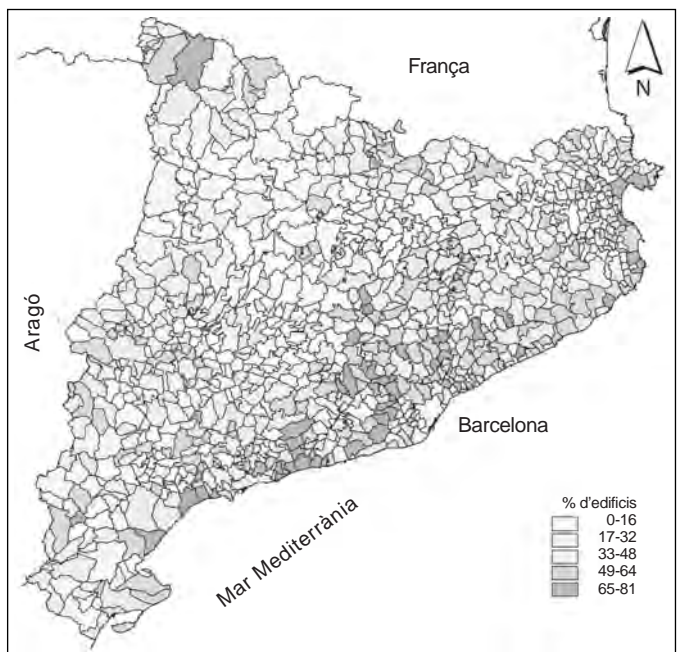 França
N
Aragó
Barcelona
Mar Mediterrània
% d'edificis
0-16
17-32
33-48
49-64
65-81